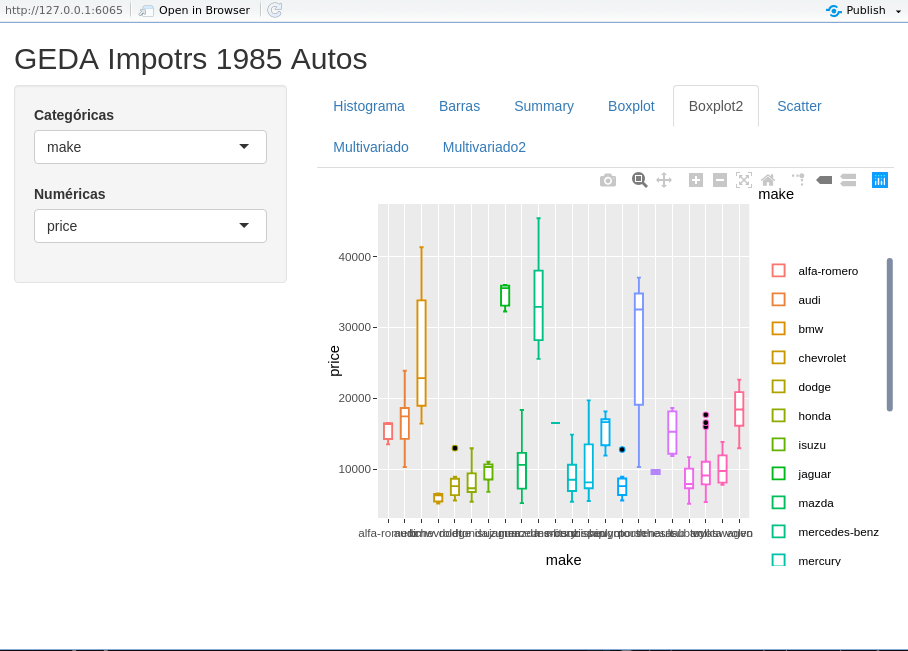 http://127.0.0.1:6065 Open in Browser Publish
GEDA Impotrs 1985 Autos
Categóricas
make
Numéricas
price
Histograma Barras Summary Boxplot Boxplot2 Scatter
Multivariado Multivariado2
make
alfa-romero
audi
bmw
chevrolet
dodge
honda
isuzu
jaguar
mazda
mercedes-benz
mercury
price
40000
30000
20000
10000
make